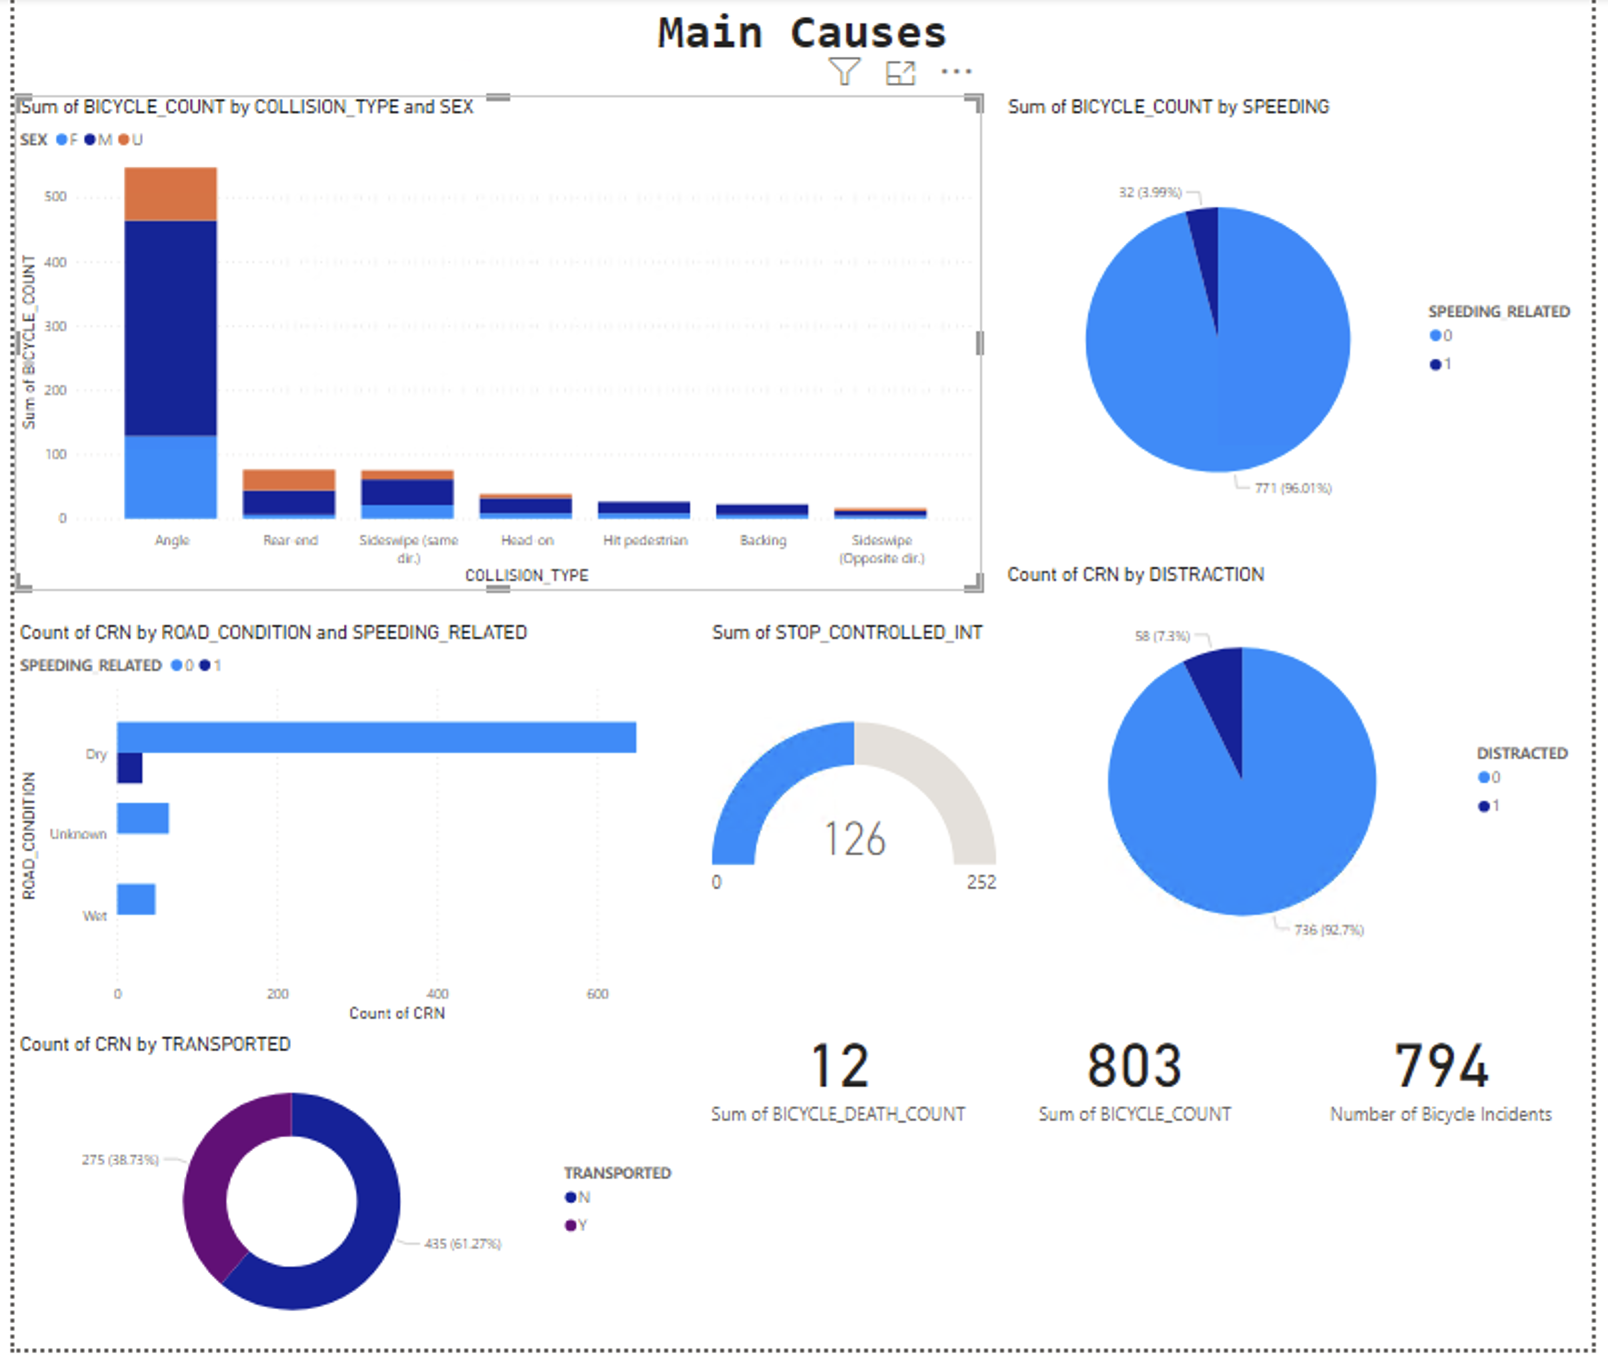 Main Causes
Sum of BICYCLE_COUNT by COLLISION_TYPE and SEX
SEX F M U
Sum of BICYCLE_COUNT
500
400
300
200
100
0
Angle
Rear-end
Sideswipe (same
dir.)
Head-on
Hit pedestrian
Backing
Sideswipe
(Opposite dir.)
COLLISION_TYPE
Sum of BICYCLE_COUNT by SPEEDING
32 (3.99%)
771 (96.01%)
SPEEDING_RELATED
0
1
Count of CRN by ROAD_CONDITION and SPEEDING_RELATED
SPEEDING_RELATED 0 1
ROAD_CONDITION
Dry
Unknown
Wet
0 200 400 600
Count of CRN
Sum of STOP_CONTROLLED_INT
126
0 252
Count of CRN by DISTRACTION
58 (7.3%)
736 (92.7%)
DISTRACTED
0
1
Count of CRN by TRANSPORTED
275 (38.73%)
435 (61.27%)
TRANSPORTED
N
Y
12
Sum of BICYCLE_DEATH_COUNT
803
Sum of BICYCLE_COUNT
794
Number of Bicycle Incidents